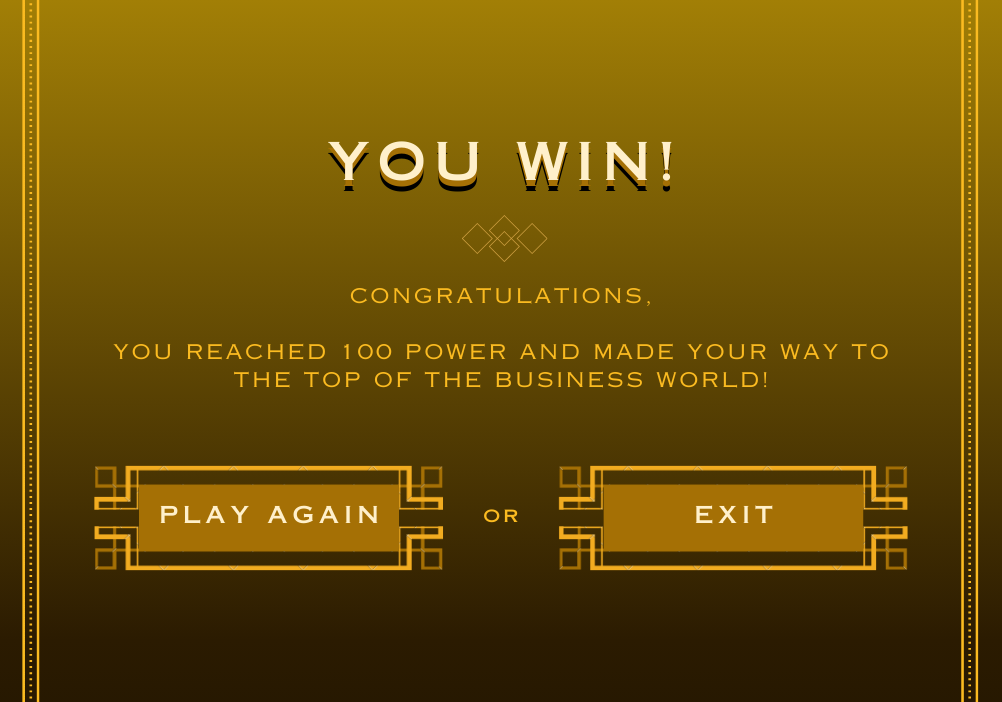 YOU WIN!
CONGRATULATIONS,
YOU REACHED 100 POWER AND MADE YOUR WAY TO
THE TOP OF THE BUSINESS WORLD!
PLAY AGAIN OR EXIT